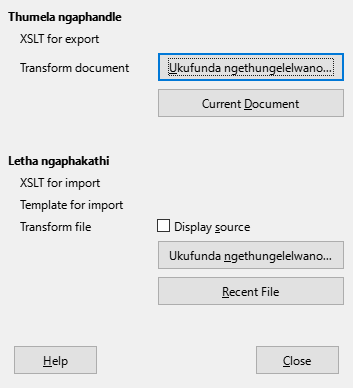 Thumela ngaphandle
XSLT for export
Transform document
Ukufunda ngethungelelwano...
Current Document
Letha ngaphakathi
XSLT for import
Template for import
Transform file
Display source
Ukufunda ngethungelelwano...
Recent File
Help
Close